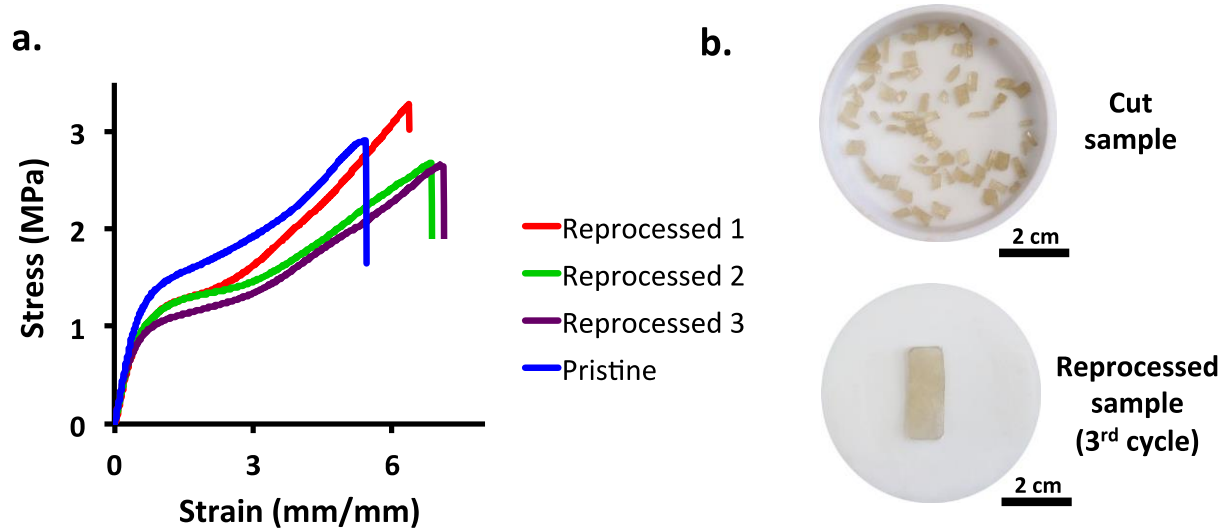 a.
Stress (MPa)
3
2
1
0
0 3 6
Strain (mm/mm)
Reprocessed 1
Reprocessed 2
Reprocessed 3
Pristine
b.
Cut
sample
2 cm
Reprocessed
sample
(3rd cycle)
2 cm